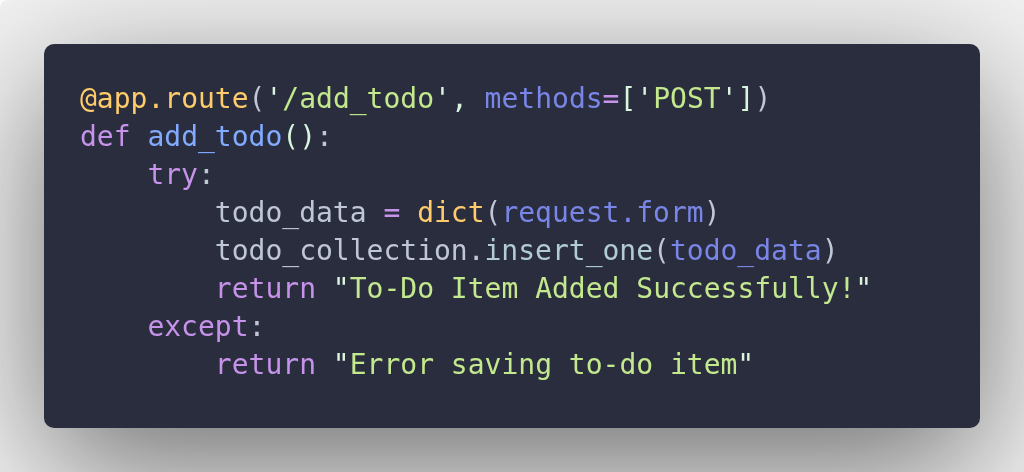 @app.route('/add_todo', methods=['POST'])
def add_todo():
    try:
        todo_data = dict(request.form)
        todo_collection.insert_one(todo_data)
        return "To-Do Item Added Successfully!"
    except:
        return "Error saving to-do item"